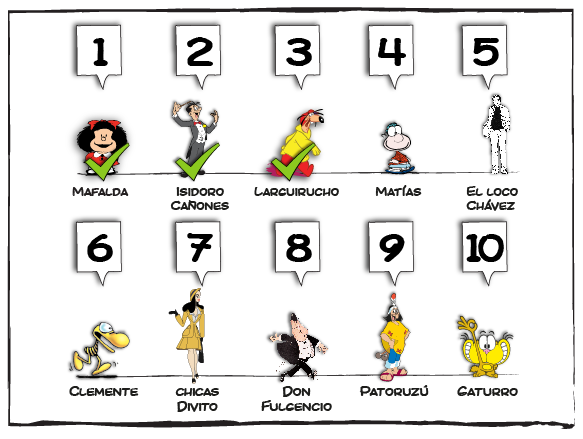 1 2 3 4 5
Mafalda Isidoro Cañones Larguirucho Matías El loco Chávez
6 7 8 9 10
Clemente chicas Divito Don Fulgencio Patoruzú Gaturro